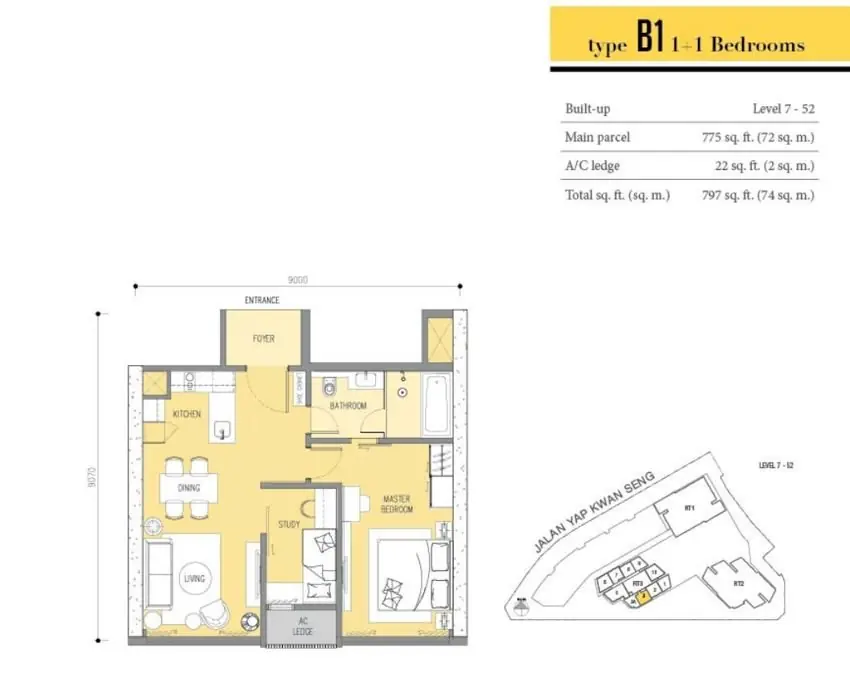 type B1 1+1 Bedrooms
Built-up Level 7 - 52
Main parcel 775 sq. ft. (72 sq. m.)
A/C ledge 22 sq. ft. (2 sq. m.)
Total sq. ft. (sq. m.) 797 sq. ft. (74 sq. m.)
9000
ENTRANCE
FOYER
KITCHEN
BATHROOM
DINING
MASTER
BEDROOM
STUDY
LIVING
AC
LEDGE
9070
LEVEL 7 - 52
JALAN YAP KWAN SENG
RT1
RT3
RT2